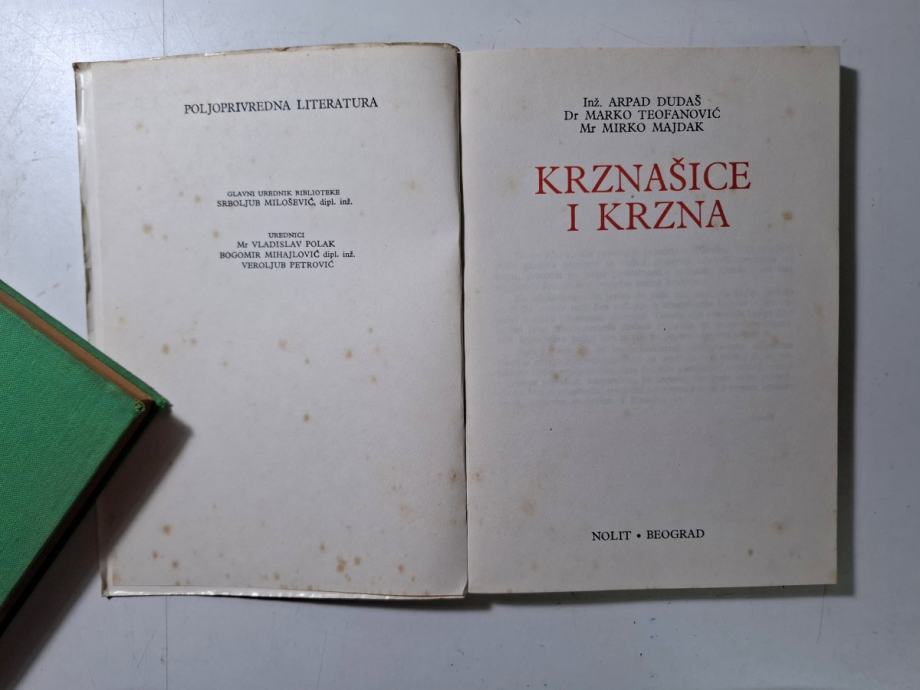 POLJOPRIVREDNA LITERATURA
GLAVNI UREDNIK BIBLIOTEKE
SRBOLJUB MILOŠEVIĆ, dipl. inž.
UREDNICI
Mr VLADISLAV POLAK
BOGOMIR MIHAJLOVIĆ dipl. inž.
VEROLJUB PETROVIĆ
Inž. ARPAD DUDAŠ
Dr MARKO TEOFANOVIĆ
Mr MIRKO MAJDAK
KRZNAŠICE
I KRZNA
NOLIT • BEOGRAD